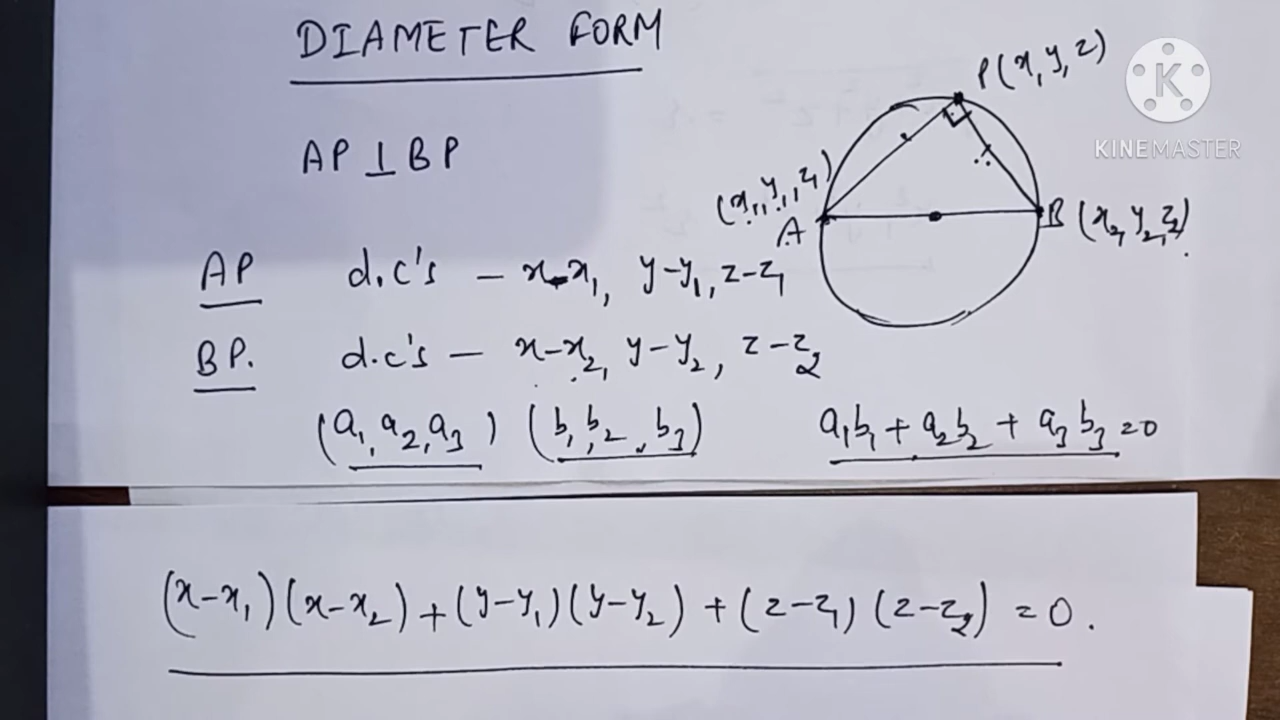 DIAMETER FORM
P(x, y, z)
K
KINEMASTER
AP ⊥ BP
(x₁, y₁, z₁)
A
B (x₂, y₂, z₂)
AP d.c's – x-x₁, y-y₁, z-z₁
BP. d.c's – x-x₂, y-y₂, z-z₂
(a₁, a₂, a₃) (b₁, b₂, b₃) a₁b₁ + a₂b₂ + a₃b₃ = 0
(x-x₁)(x-x₂) + (y-y₁)(y-y₂) + (z-z₁)(z-z₂) = 0.